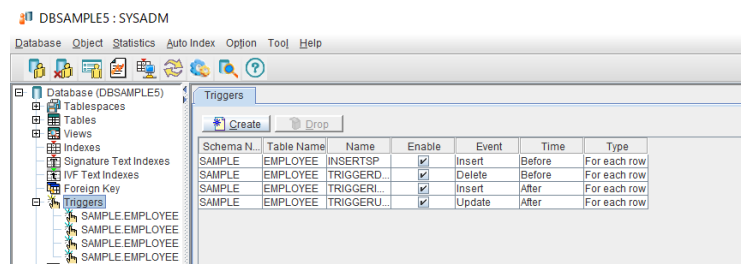 DBSAMPLE5 : SYSADM
Database Object Statistics Auto Index Option Tool Help
Database (DBSAMPLE5)
Tablespaces
Tables
Views
Indexes
Signature Text Indexes
IVF Text Indexes
Foreign Key
Triggers
SAMPLE.EMPLOYEE
SAMPLE.EMPLOYEE
SAMPLE.EMPLOYEE
SAMPLE.EMPLOYEE
Triggers
Create Drop
Schema N... Table Name Name Enable Event Time Type
SAMPLE EMPLOYEE INSERTSP Insert Before For each row
SAMPLE EMPLOYEE TRIGGERD... Delete Before For each row
SAMPLE EMPLOYEE TRIGGERI... Insert After For each row
SAMPLE EMPLOYEE TRIGGERU... Update After For each row